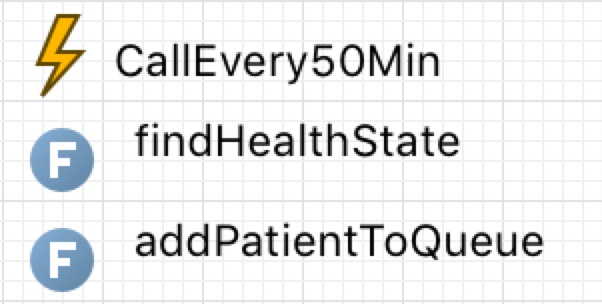 CallEvery50Min
F findHealthState
F addPatientToQueue